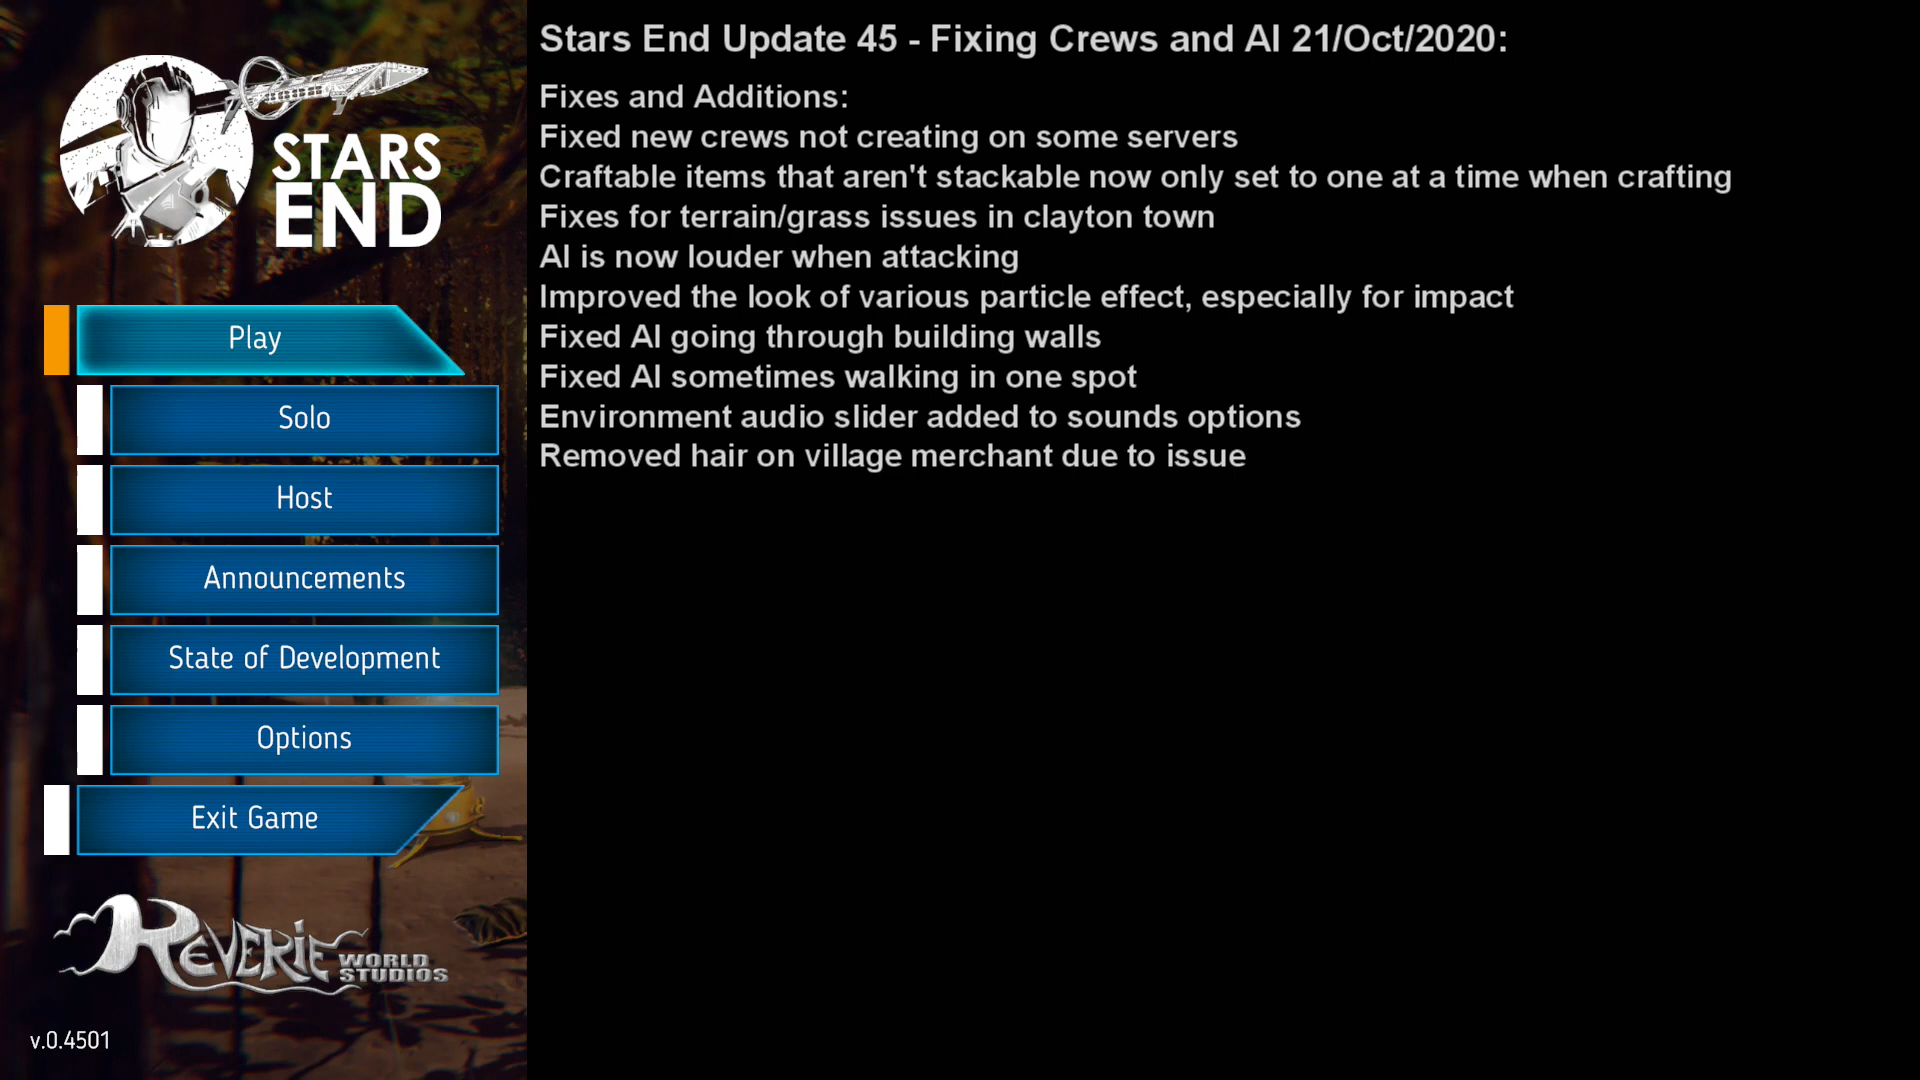 STARS
END
Play
Solo
Host
Announcements
State of Development
Options
Exit Game
REVERIE WORLD
STUDIOS
v.0.4501
Stars End Update 45 - Fixing Crews and AI 21/Oct/2020:
Fixes and Additions:
Fixed new crews not creating on some servers
Craftable items that aren't stackable now only set to one at a time when crafting
Fixes for terrain/grass issues in clayton town
AI is now louder when attacking
Improved the look of various particle effect, especially for impact
Fixed AI going through building walls
Fixed AI sometimes walking in one spot
Environment audio slider added to sounds options
Removed hair on village merchant due to issue